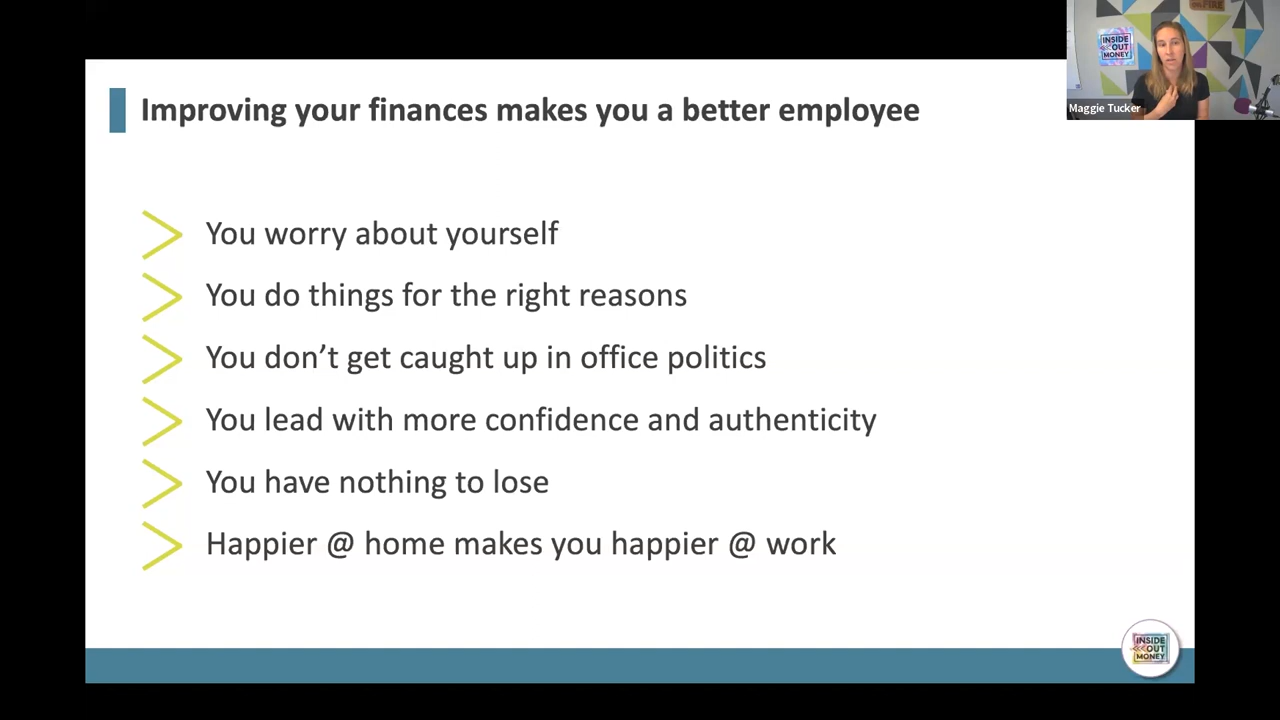 on FIRE
INSIDE
OUT
MONEY
Maggie Tucker
Improving your finances makes you a better employee
You worry about yourself
You do things for the right reasons
You don’t get caught up in office politics
You lead with more confidence and authenticity
You have nothing to lose
Happier @ home makes you happier @ work
INSIDE
OUT
MONEY